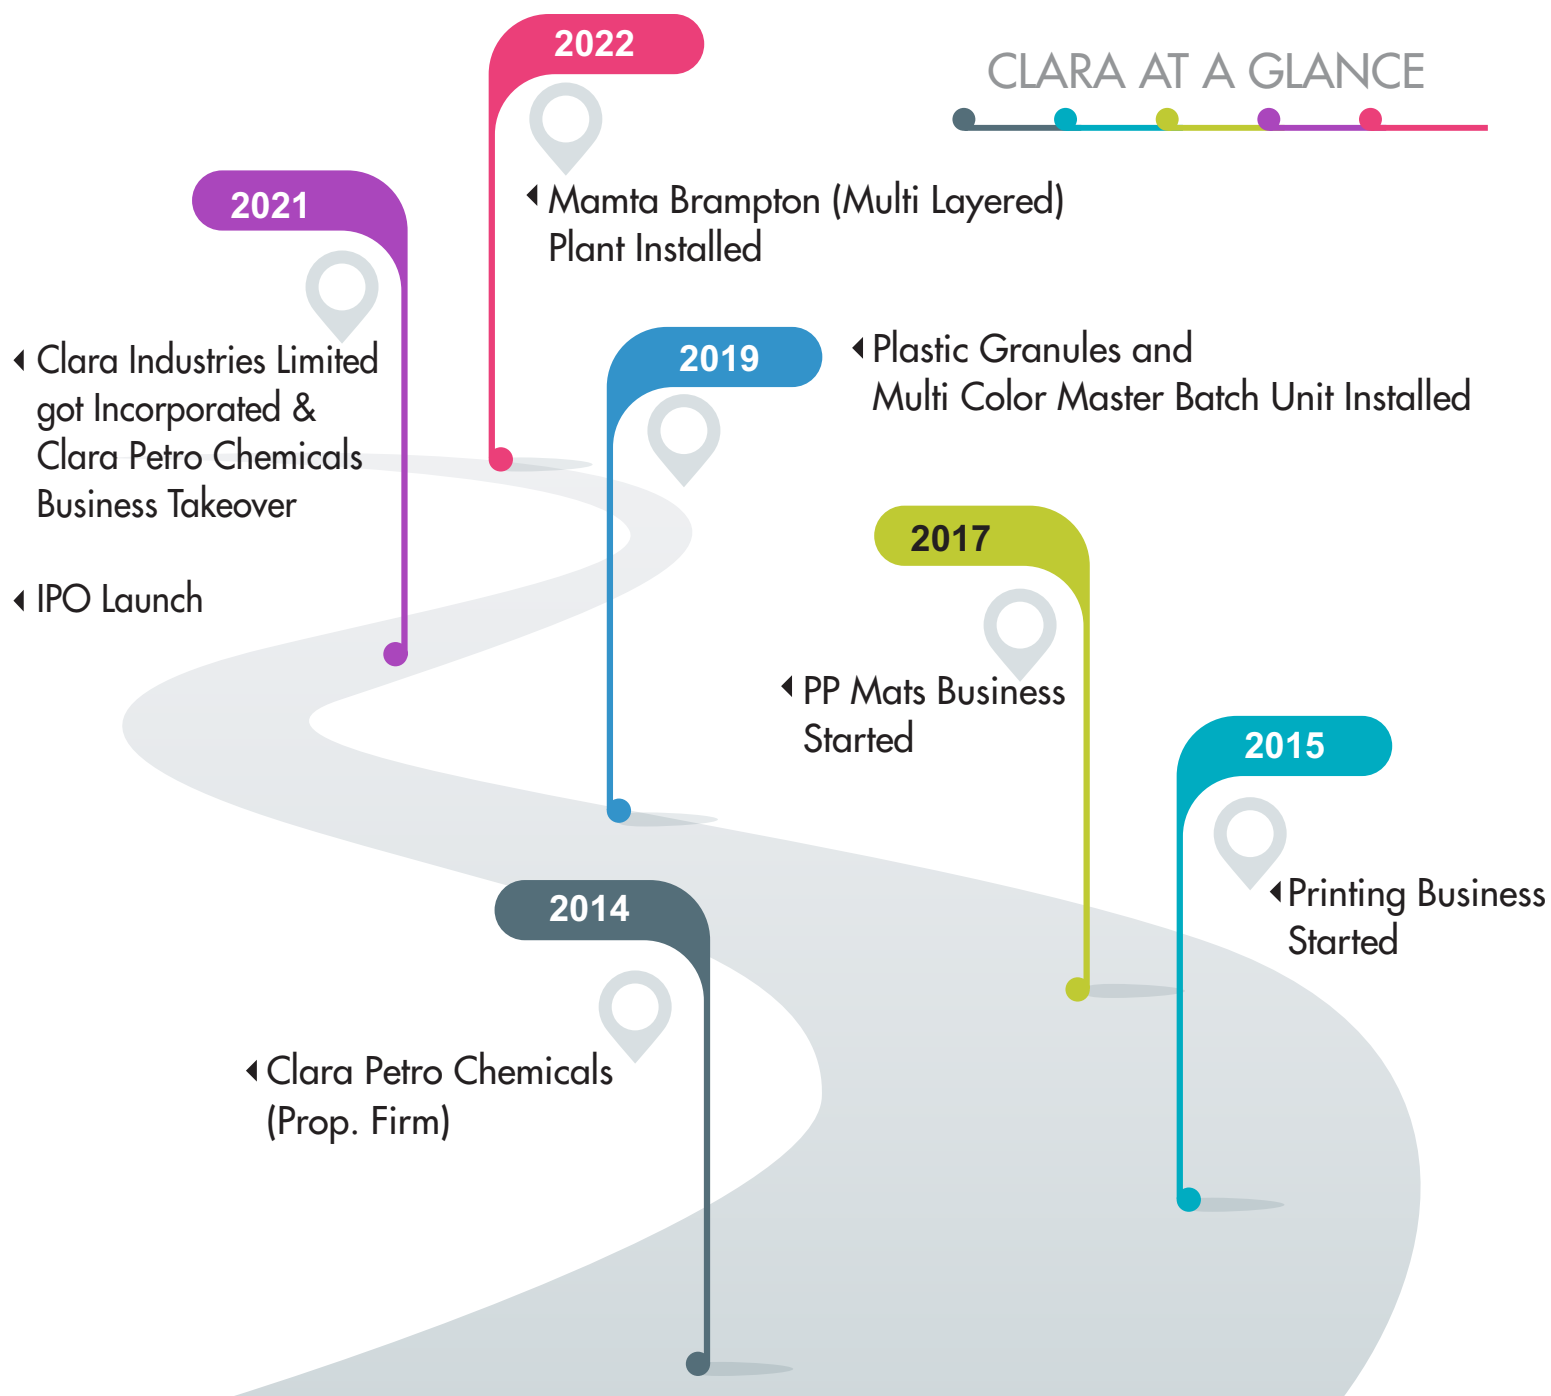 2022
CLARA AT A GLANCE
Mamta Brampton (Multi Layered)
Plant Installed
2021
Clara Industries Limited
got Incorporated &
Clara Petro Chemicals
Business Takeover
IPO Launch
2019
Plastic Granules and
Multi Color Master Batch Unit Installed
2017
PP Mats Business
Started
2015
Printing Business
Started
2014
Clara Petro Chemicals
(Prop. Firm)